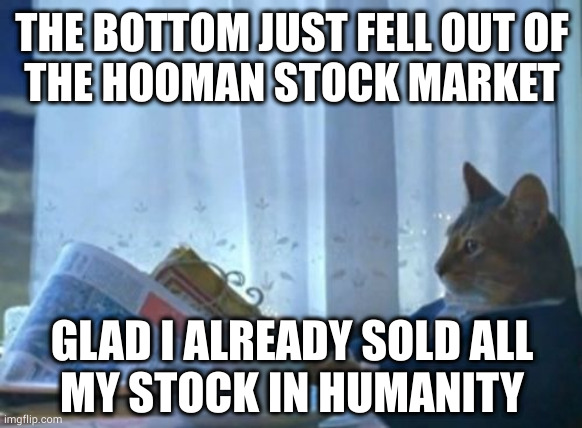 THE BOTTOM JUST FELL OUT OF
THE HOOMAN STOCK MARKET
GLAD I ALREADY SOLD ALL
MY STOCK IN HUMANITY
imgflip.com